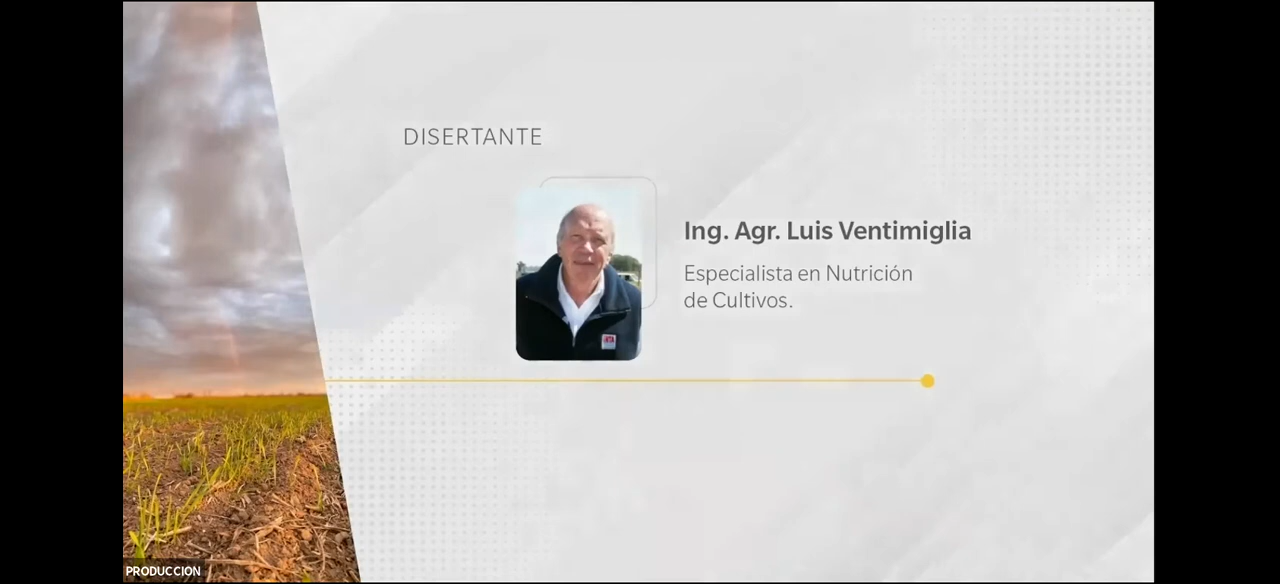 DISERTANTE
Ing. Agr. Luis Ventimiglia
Especialista en Nutrición
de Cultivos.
PRODUCCION